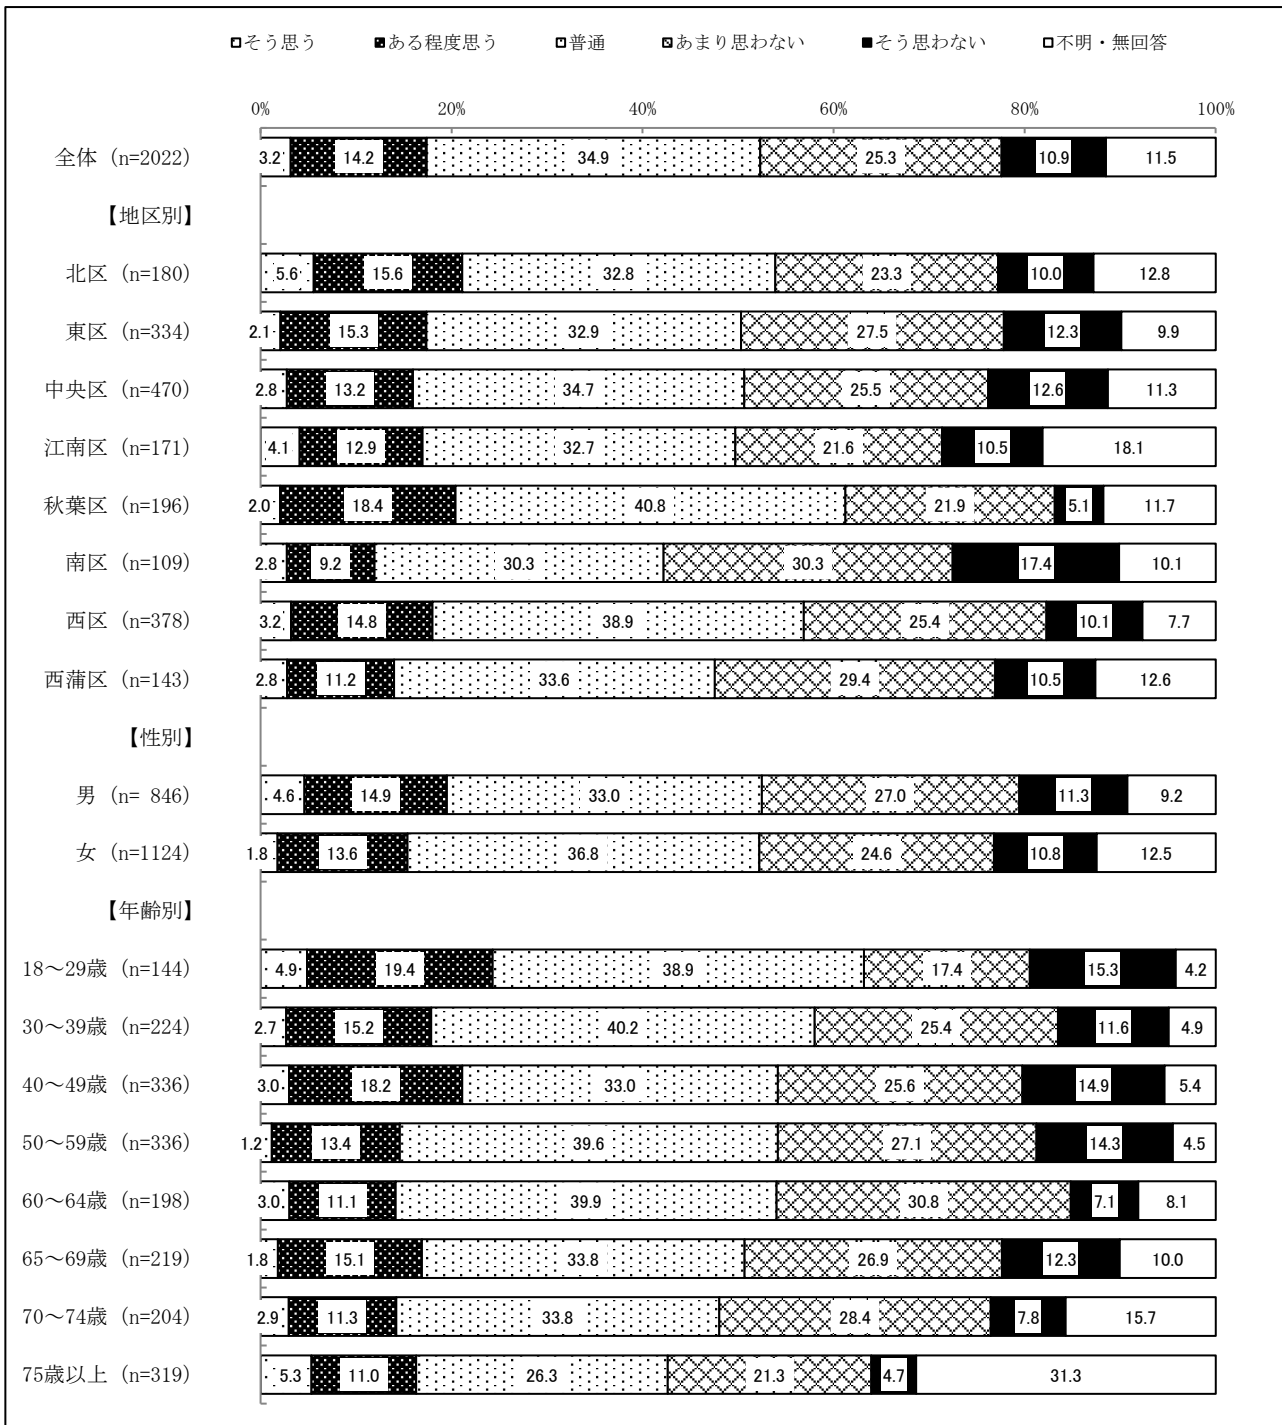 そう思う ある程度思う 普通 あまり思わない そう思わない 不明・無回答
0% 20% 40% 60% 80% 100%
全体 (n=2022) 3.2 14.2 34.9 25.3 10.9 11.5
【地区別】
北区 (n=180) 5.6 15.6 32.8 23.3 10.0 12.8
東区 (n=334) 2.1 15.3 32.9 27.5 12.3 9.9
中央区 (n=470) 2.8 13.2 34.7 25.5 12.6 11.3
江南区 (n=171) 4.1 12.9 32.7 21.6 10.5 18.1
秋葉区 (n=196) 2.0 18.4 40.8 21.9 5.1 11.7
南区 (n=109) 2.8 9.2 30.3 30.3 17.4 10.1
西区 (n=378) 3.2 14.8 38.9 25.4 10.1 7.7
西蒲区 (n=143) 2.8 11.2 33.6 29.4 10.5 12.6
【性別】
男 (n= 846) 4.6 14.9 33.0 27.0 11.3 9.2
女 (n=1124) 1.8 13.6 36.8 24.6 10.8 12.5
【年齢別】
18～29歳 (n=144) 4.9 19.4 38.9 17.4 15.3 4.2
30～39歳 (n=224) 2.7 15.2 40.2 25.4 11.6 4.9
40～49歳 (n=336) 3.0 18.2 33.0 25.6 14.9 5.4
50～59歳 (n=336) 1.2 13.4 39.6 27.1 14.3 4.5
60～64歳 (n=198) 3.0 11.1 39.9 30.8 7.1 8.1
65～69歳 (n=219) 1.8 15.1 33.8 26.9 12.3 10.0
70～74歳 (n=204) 2.9 11.3 33.8 28.4 7.8 15.7
75歳以上 (n=319) 5.3 11.0 26.3 21.3 4.7 31.3